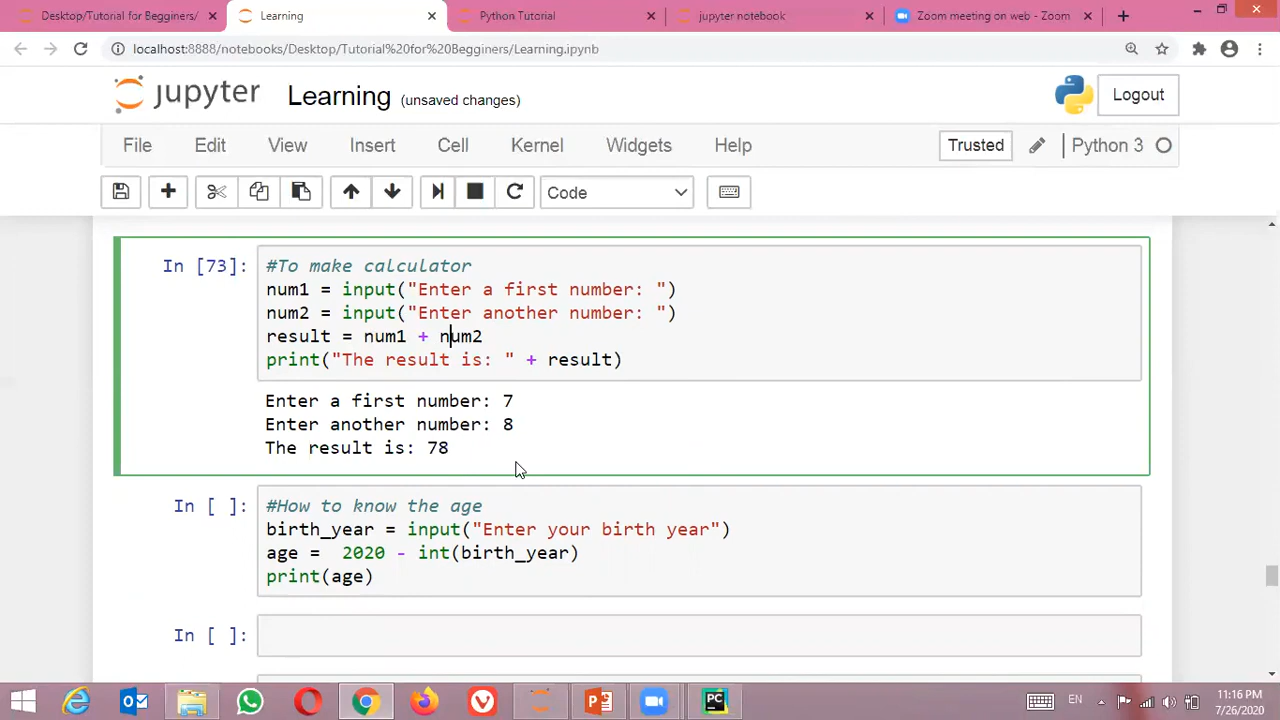 Desktop/Tutorial for Begginers/
Learning
Python Tutorial
jupyter notebook
Zoom meeting on web - Zoom
localhost:8888/notebooks/Desktop/Tutorial%20for%20Begginers/Learning.ipynb
jupyter Learning (unsaved changes)
Logout
File Edit View Insert Cell Kernel Widgets Help
Trusted
Python 3
Code
In [73]:
#To make calculator
num1 = input("Enter a first number: ")
num2 = input("Enter another number: ")
result = num1 + num2
print("The result is: " + result)
Enter a first number: 7
Enter another number: 8
The result is: 78
In [ ]:
#How to know the age
birth_year = input("Enter your birth year")
age =  2020 - int(birth_year)
print(age)
In [ ]:
PC
EN
11:16 PM
7/26/2020